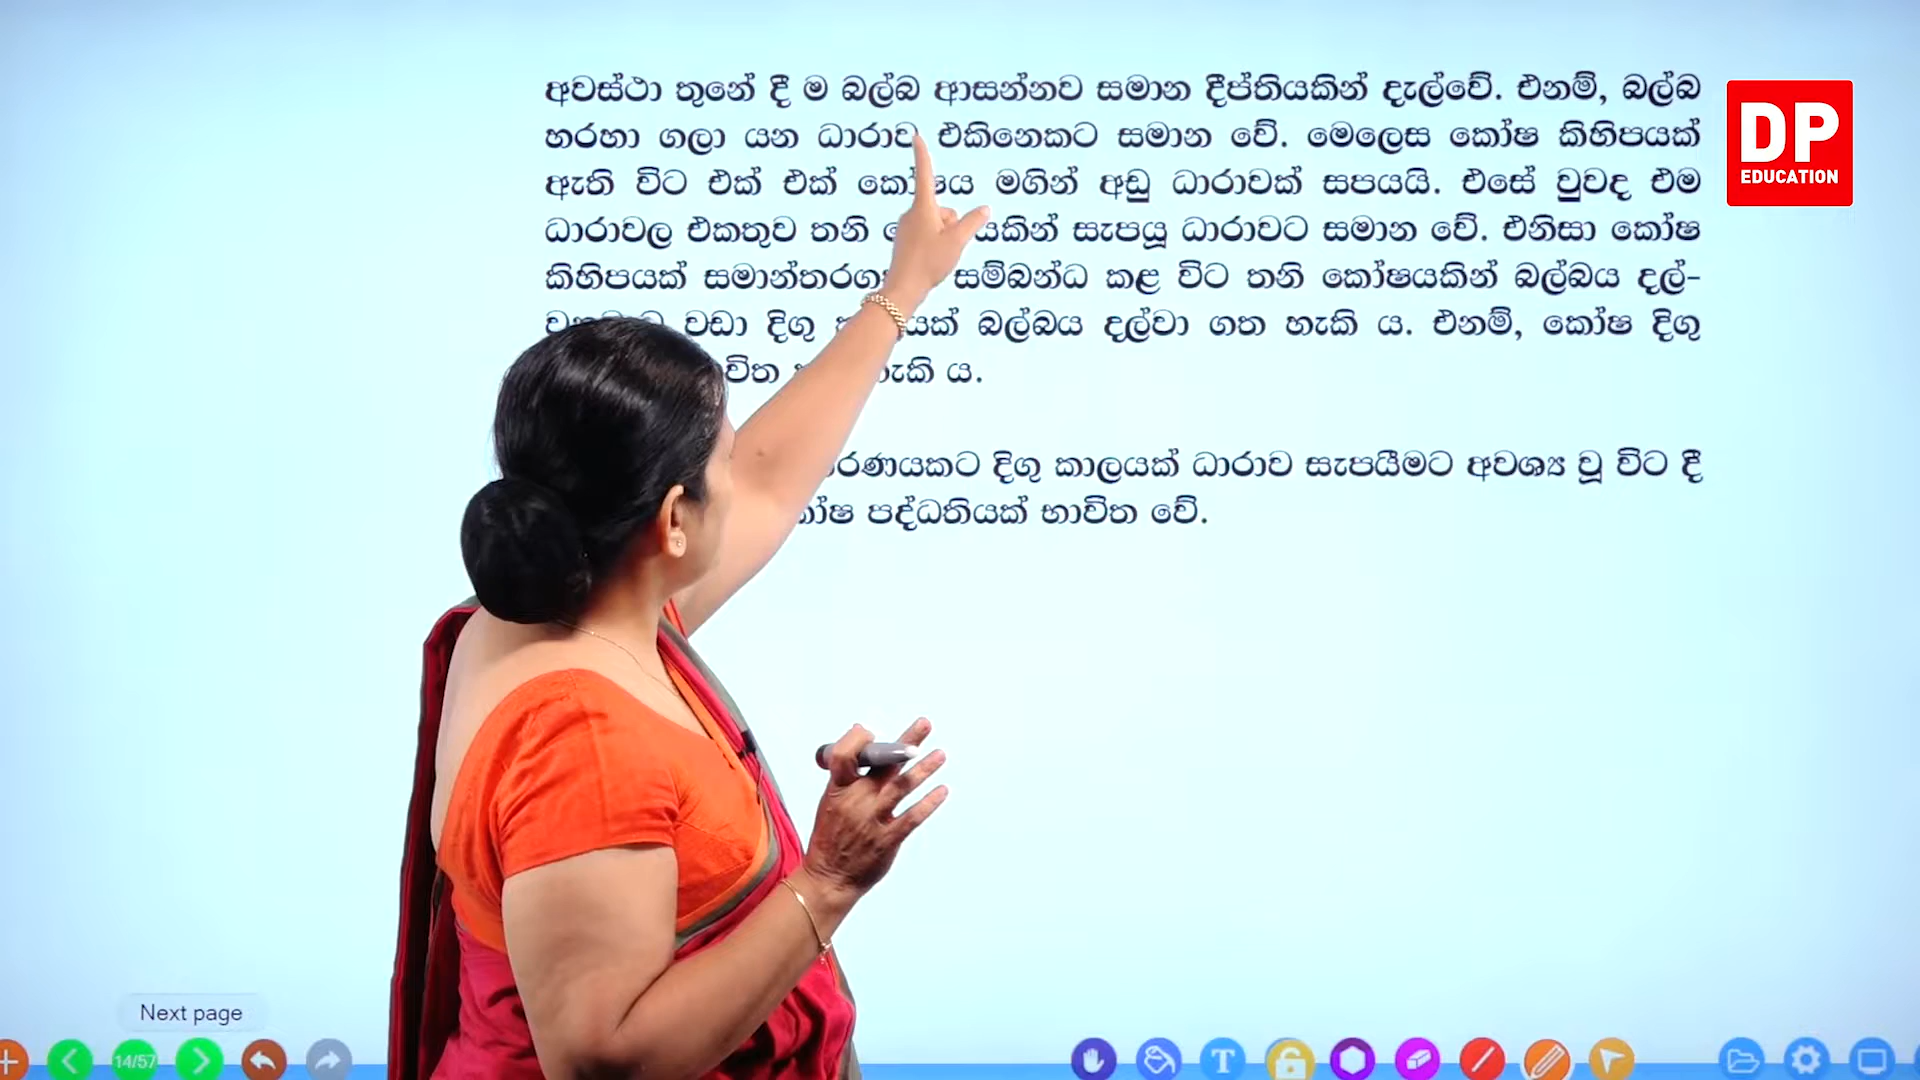 අවස්ථා තුනේ දී ම බල්බ ආසන්නව සමාන දීප්තියකින් දැල්වේ. එනම්, බල්බ
හරහා ගලා යන ධාරාව එකිනෙකට සමාන වේ. මෙලෙස කෝෂ කිහිපයක්
ඇති විට එක් එක් කෝෂය මගින් අඩු ධාරාවක් සපයයි. එසේ වුවද එම
ධාරාවල එකතුව තනි යකින් සැපයූ ධාරාවට සමාන වේ. එනිසා කෝෂ
කිහිපයක් සම්බන්ධ කළ විට තනි කෝෂයකින් බල්බය දල්-
වඩා දිගු යක් බල්බය දල්වා ගත හැකි ය. එනම්, කෝෂ දිගු
විත හැකි ය.
රණයකට දිගු කාලයක් ධාරාව සැපයීමට අවශ්‍ය වූ විට දී
කෝෂ පද්ධතියක් භාවිත වේ.
DP
EDUCATION
Next page
14/57
T